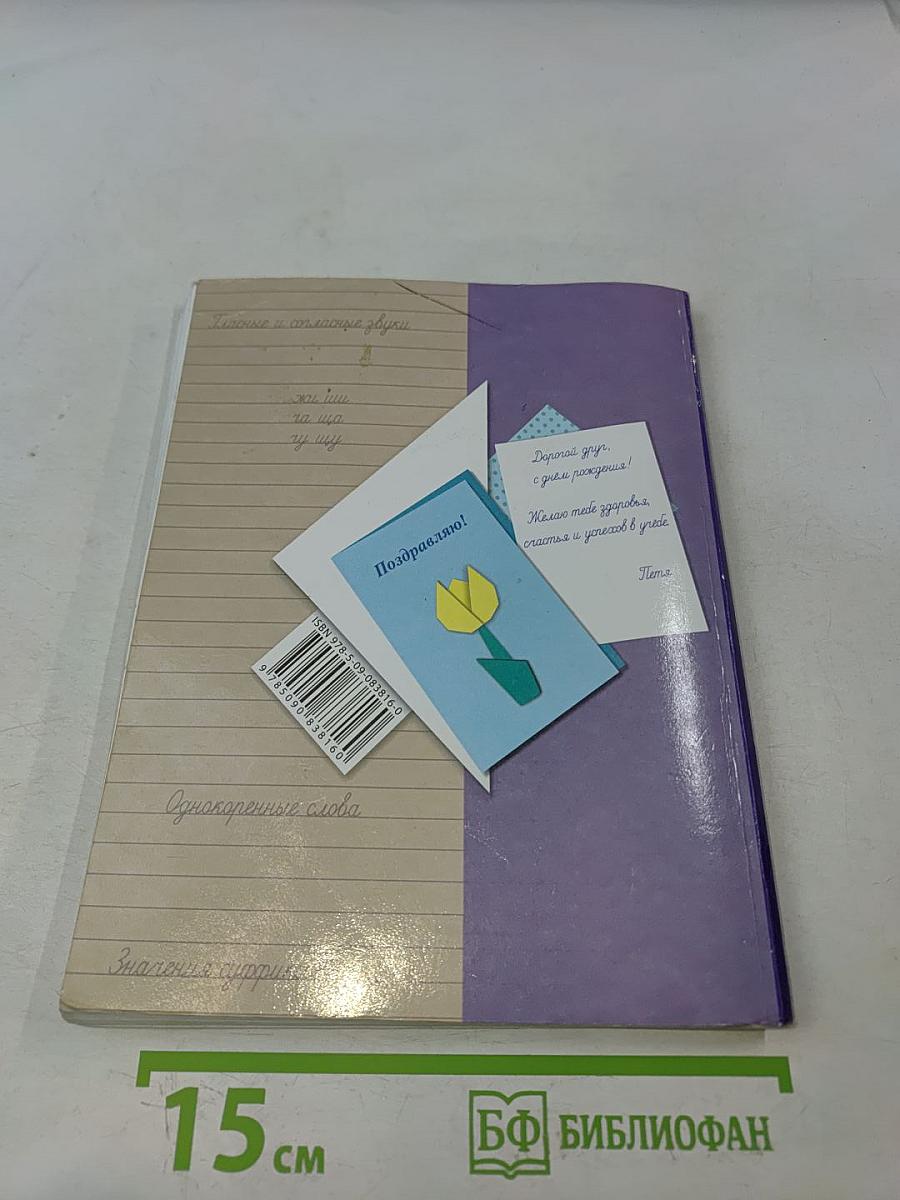 Гласные и согласные звуки
жи ши
ча ща
чу щу
Дорогой друг,
с днём рождения!
Желаю тебе здоровья,
счастья и успехов в учёбе.
Петя
Поздравляю!
ISBN 978-5-09-083816-0
9 785090 838160
Однокоренные слова
Значения
15 см
БФ БИБЛИОФАН